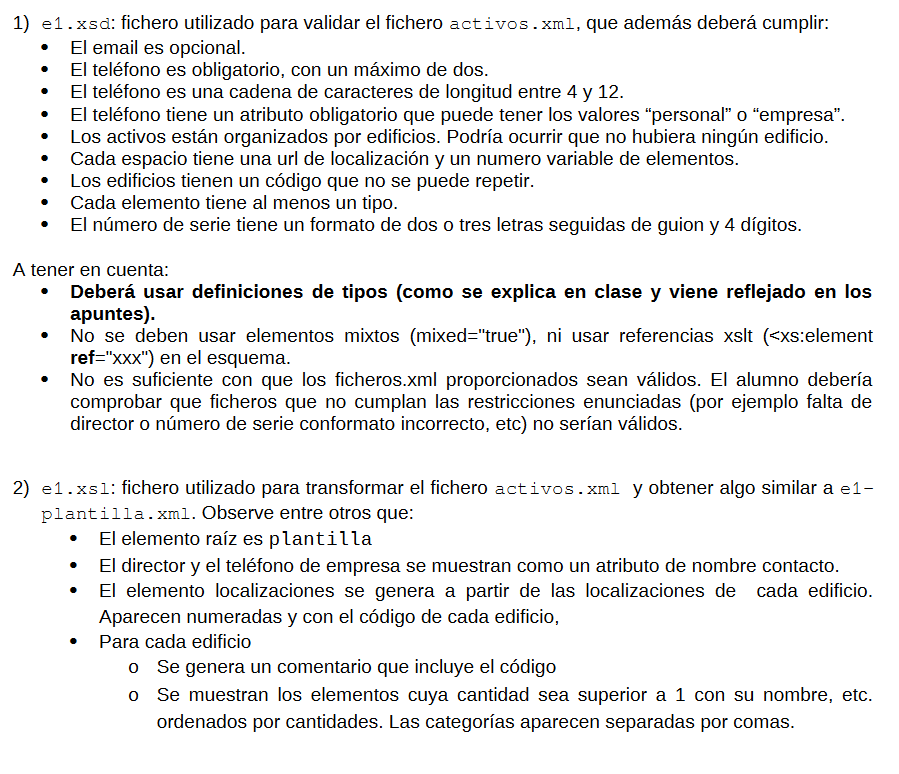 1) e1.xsd: fichero utilizado para validar el fichero activos.xml, que además deberá cumplir:
• El email es opcional.
• El teléfono es obligatorio, con un máximo de dos.
• El teléfono es una cadena de caracteres de longitud entre 4 y 12.
• El teléfono tiene un atributo obligatorio que puede tener los valores “personal” o “empresa”.
• Los activos están organizados por edificios. Podría ocurrir que no hubiera ningún edificio.
• Cada espacio tiene una url de localización y un numero variable de elementos.
• Los edificios tienen un código que no se puede repetir.
• Cada elemento tiene al menos un tipo.
• El número de serie tiene un formato de dos o tres letras seguidas de guion y 4 dígitos.
A tener en cuenta:
• Deberá usar definiciones de tipos (como se explica en clase y viene reflejado en los
apuntes).
• No se deben usar elementos mixtos (mixed="true"), ni usar referencias xslt (<xs:element
ref="xxx") en el esquema.
• No es suficiente con que los ficheros.xml proporcionados sean válidos. El alumno debería
comprobar que ficheros que no cumplan las restricciones enunciadas (por ejemplo falta de
director o número de serie conformato incorrecto, etc) no serían válidos.
2) e1.xsl: fichero utilizado para transformar el fichero activos.xml y obtener algo similar a e1-
plantilla.xml. Observe entre otros que:
• El elemento raíz es plantilla
• El director y el teléfono de empresa se muestran como un atributo de nombre contacto.
• El elemento localizaciones se genera a partir de las localizaciones de cada edificio.
Aparecen numeradas y con el código de cada edificio,
• Para cada edificio
o Se genera un comentario que incluye el código
o Se muestran los elementos cuya cantidad sea superior a 1 con su nombre, etc.
ordenados por cantidades. Las categorías aparecen separadas por comas.